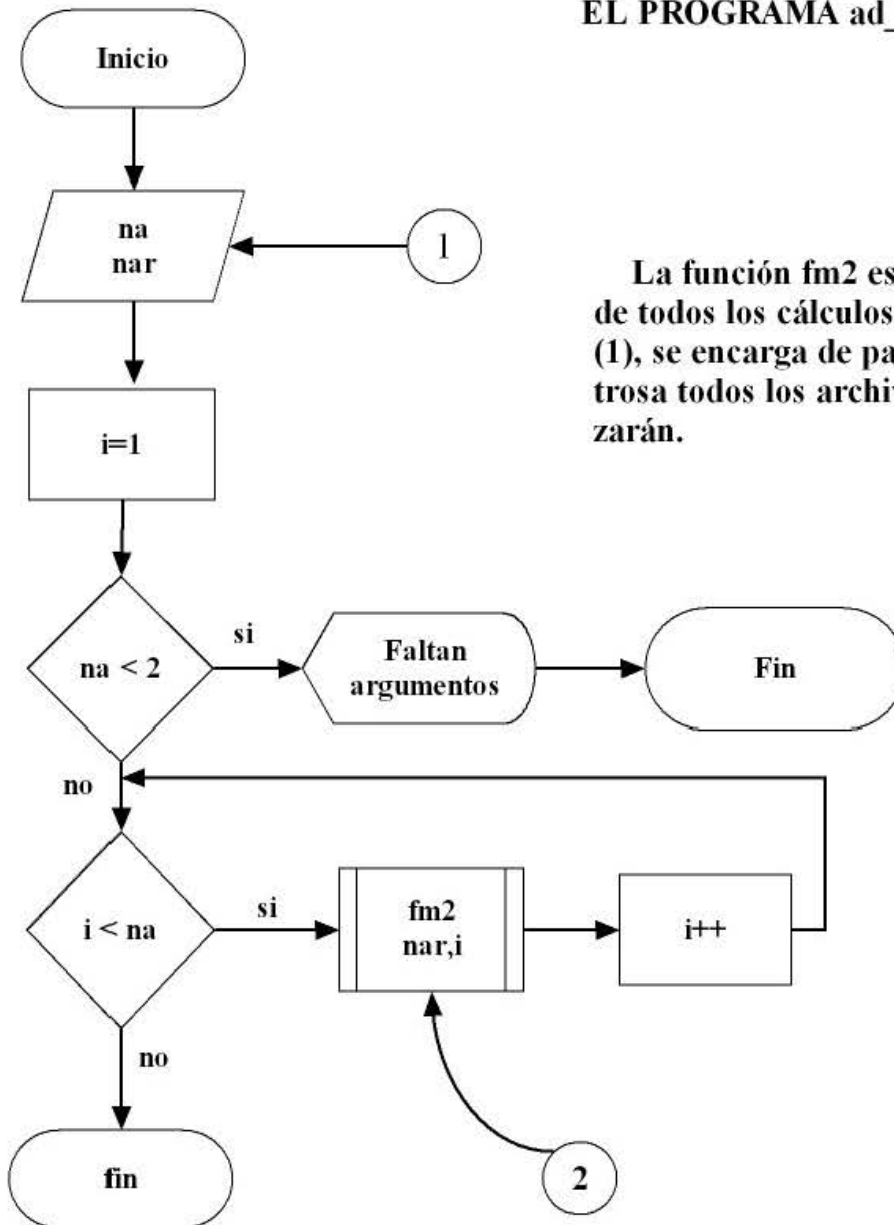 EL PROGRAMA ad_
Inicio
na
nar
1
La función fm2 es
de todos los cálculos
(1), se encarga de pa
trosa todos los archi
zarán.
i=1
na < 2
si
Faltan
argumentos
Fin
no
i < na
si
fm2
nar,i
i++
no
fin
2